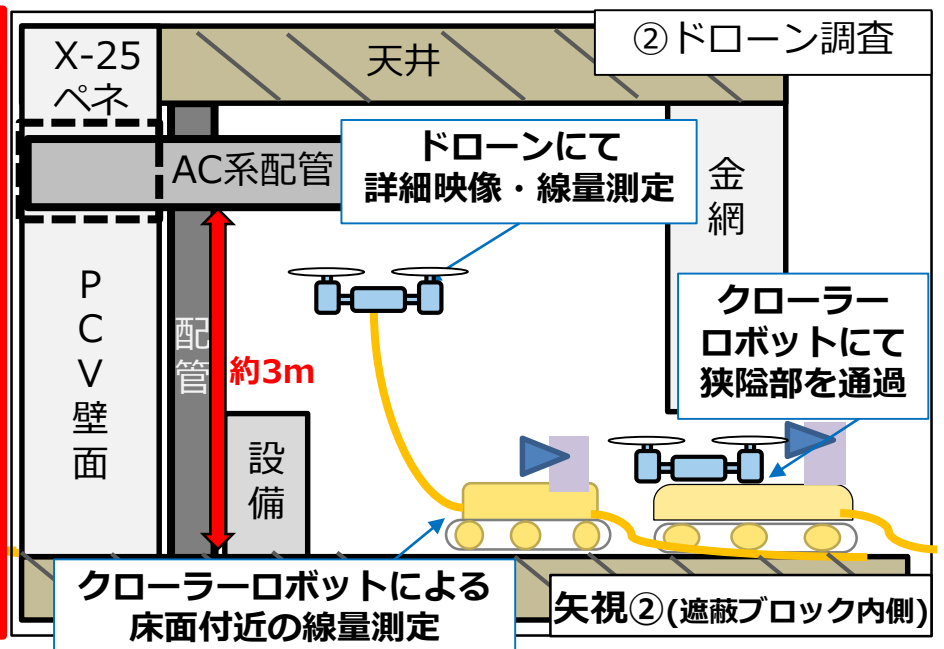 ②ドローン調査
X-25
ペネ
天井
AC系配管
ドローンにて
詳細映像・線量測定
金
網
P
C
V
壁
面
配
管
約3m
クローラー
ロボットにて
狭隘部を通過
設
備
クローラーロボットによる
床面付近の線量測定
矢視②(遮蔽ブロック内側)